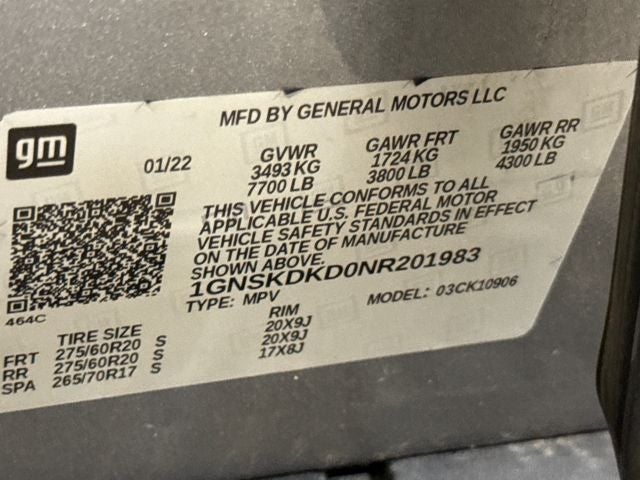 MFD BY GENERAL MOTORS LLC
gm
01/22 GVWR GAWR FRT GAWR RR
3493 KG 1724 KG 1950 KG
7700 LB 3800 LB 4300 LB
THIS VEHICLE CONFORMS TO ALL
APPLICABLE U.S. FEDERAL MOTOR
VEHICLE SAFETY STANDARDS IN EFFECT
ON THE DATE OF MANUFACTURE
SHOWN ABOVE.
1GNSKDKD0NR201983
TYPE: MPV MODEL: 03CK10906
464C
TIRE SIZE RIM
FRT 275/60R20 S 20X9J
RR 275/60R20 S 20X9J
SPA 265/70R17 S 17X8J